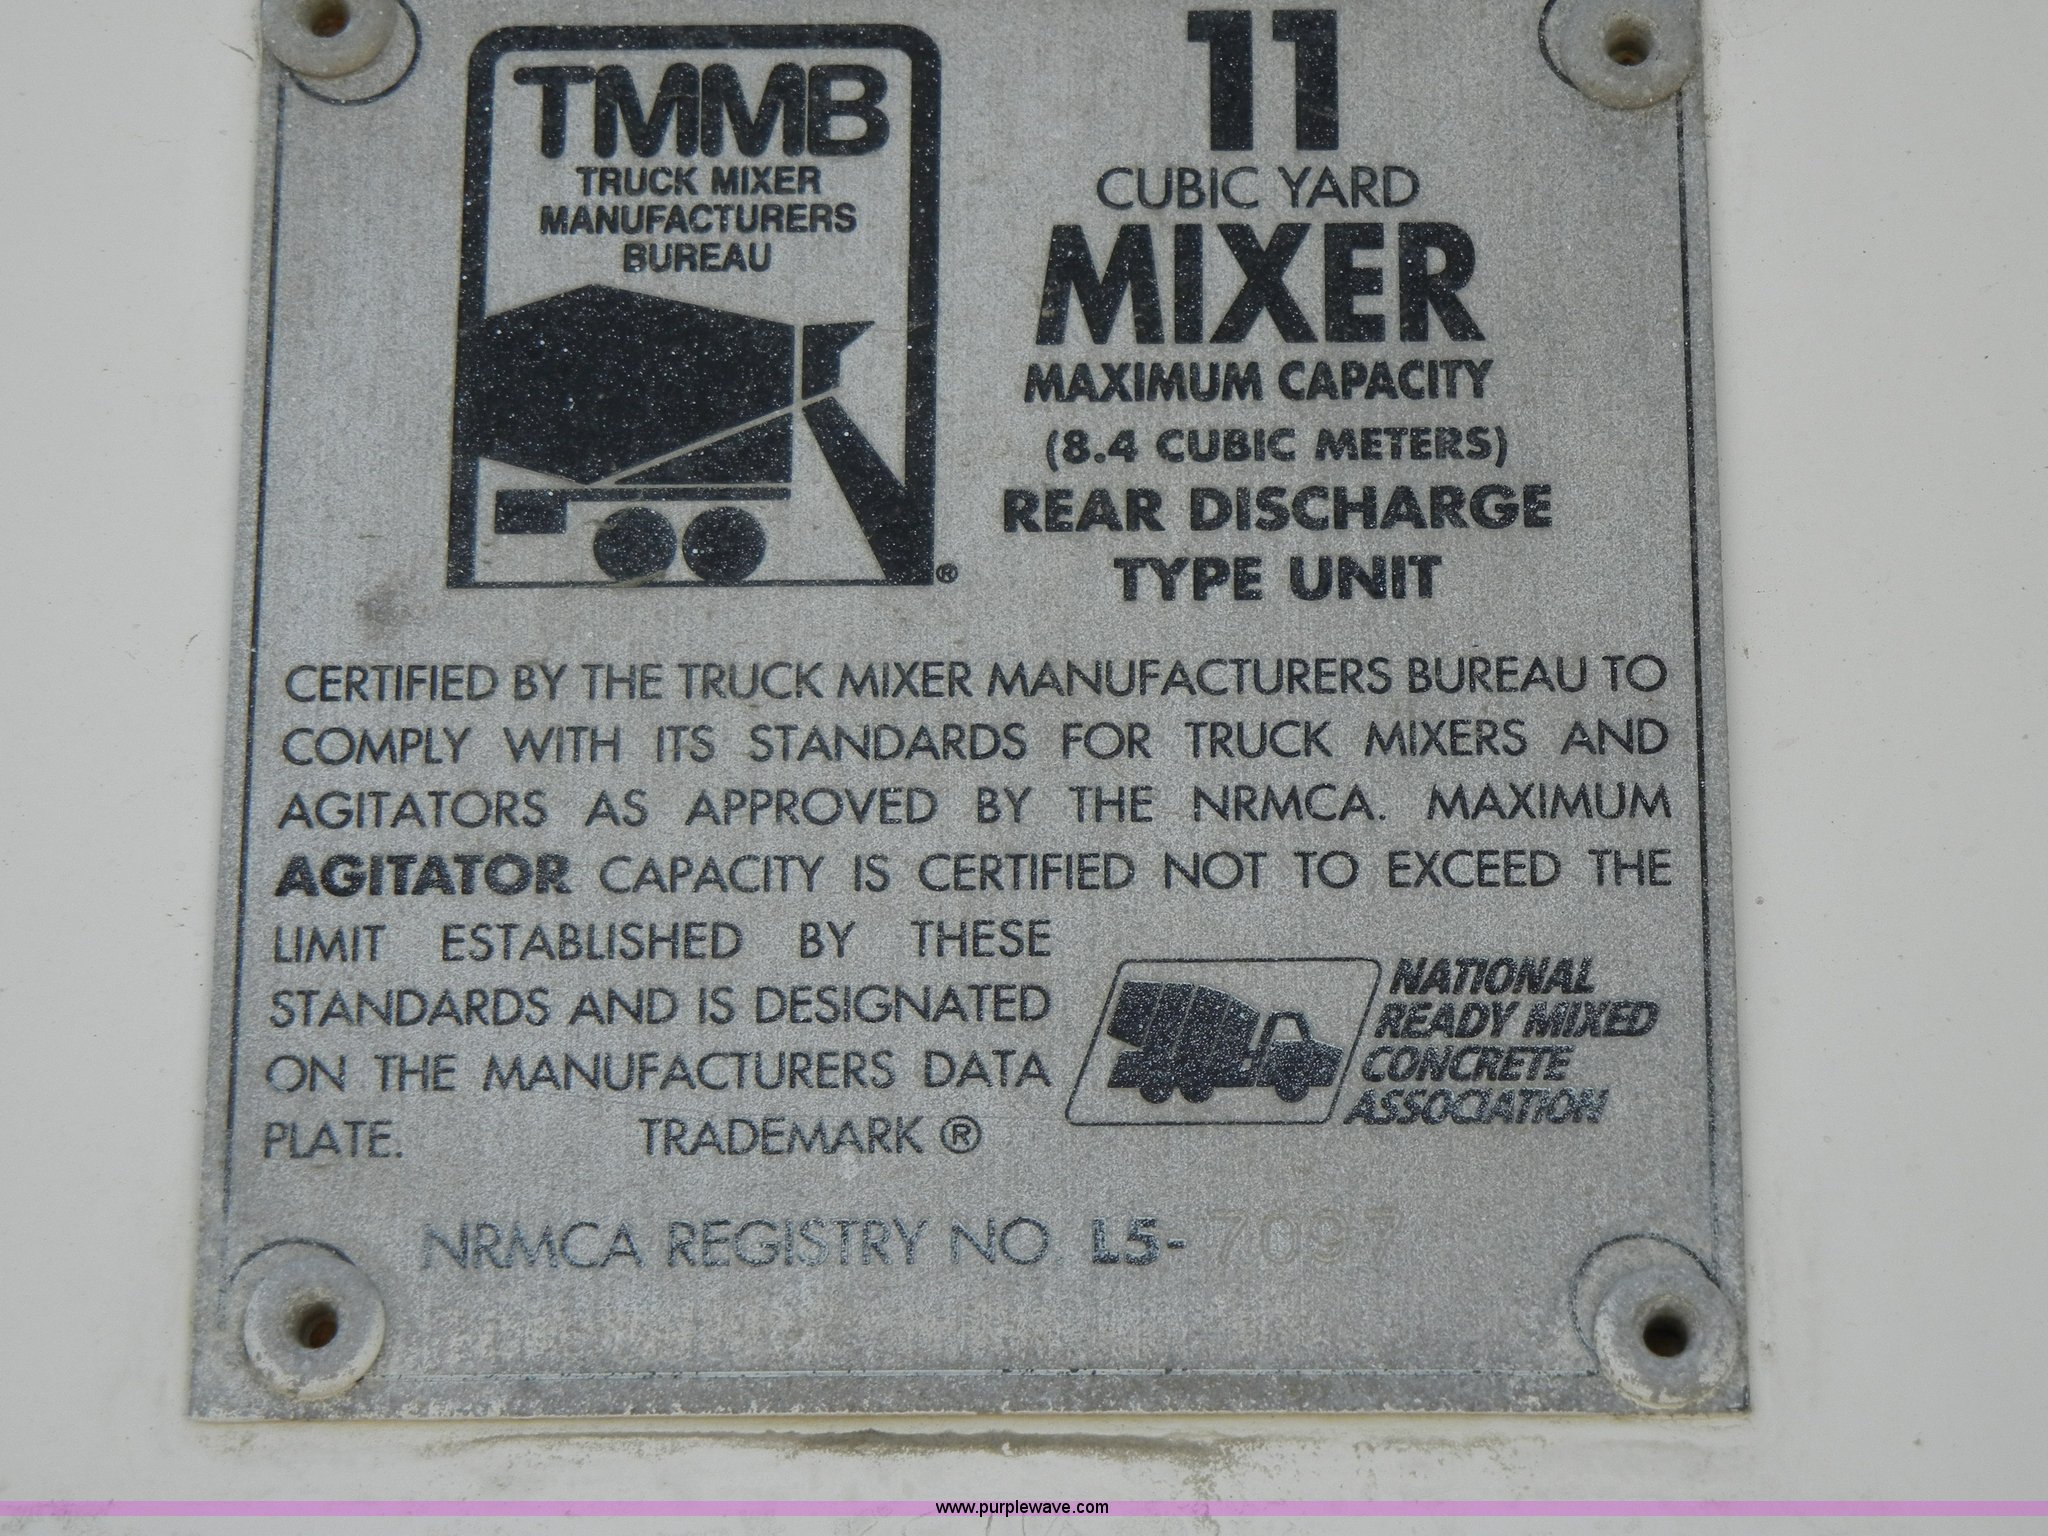 TMMB
TRUCK MIXER
MANUFACTURERS
BUREAU
®
11
CUBIC YARD
MIXER
MAXIMUM CAPACITY
(8.4 CUBIC METERS)
REAR DISCHARGE
TYPE UNIT
CERTIFIED BY THE TRUCK MIXER MANUFACTURERS BUREAU TO
COMPLY WITH ITS STANDARDS FOR TRUCK MIXERS AND
AGITATORS AS APPROVED BY THE NRMCA. MAXIMUM
AGITATOR CAPACITY IS CERTIFIED NOT TO EXCEED THE
LIMIT ESTABLISHED BY THESE
STANDARDS AND IS DESIGNATED
ON THE MANUFACTURERS DATA
PLATE. TRADEMARK ®
NATIONAL
READY MIXED
CONCRETE
ASSOCIATION
NRMCA REGISTRY NO. L5-7097
www.purplewave.com